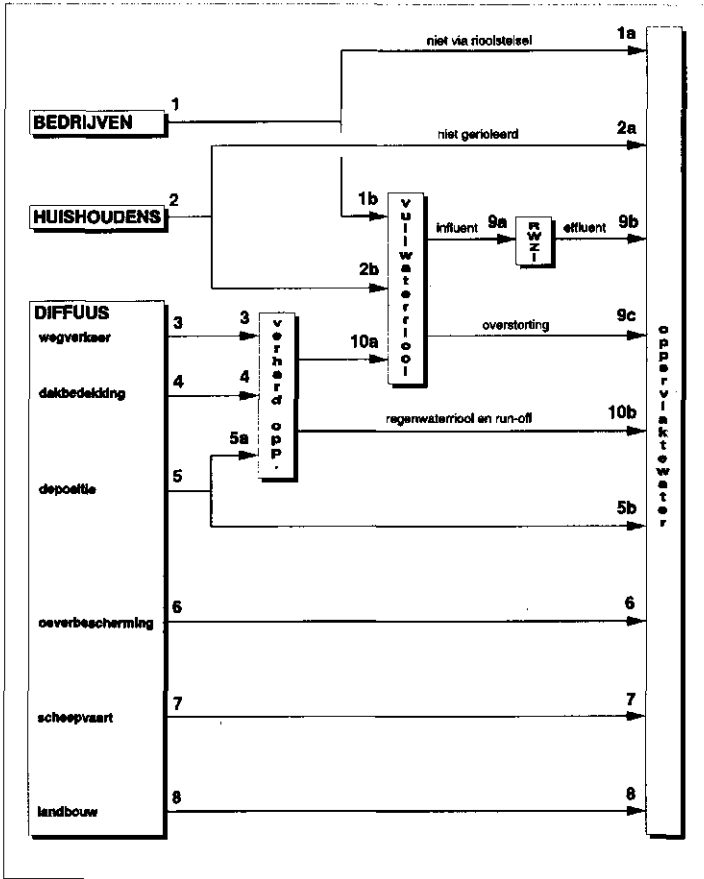 niet via rioolstelsel
1a
1
BEDRIJVEN
niet gerioleerd
2a
2
HUISHOUDENS
1b
vuilwaterriool
influent
9a
RWZI
effluent
9b
2b
DIFFUUS
3
3
verhard opp.
wegverkeer
10a
overstorting
9c
oppervlaktewater
4
4
dakbedekking
5a
regenwaterriool en run-off
10b
5
depositie
5b
6
6
oeverbescherming
7
7
scheepvaart
8
8
landbouw